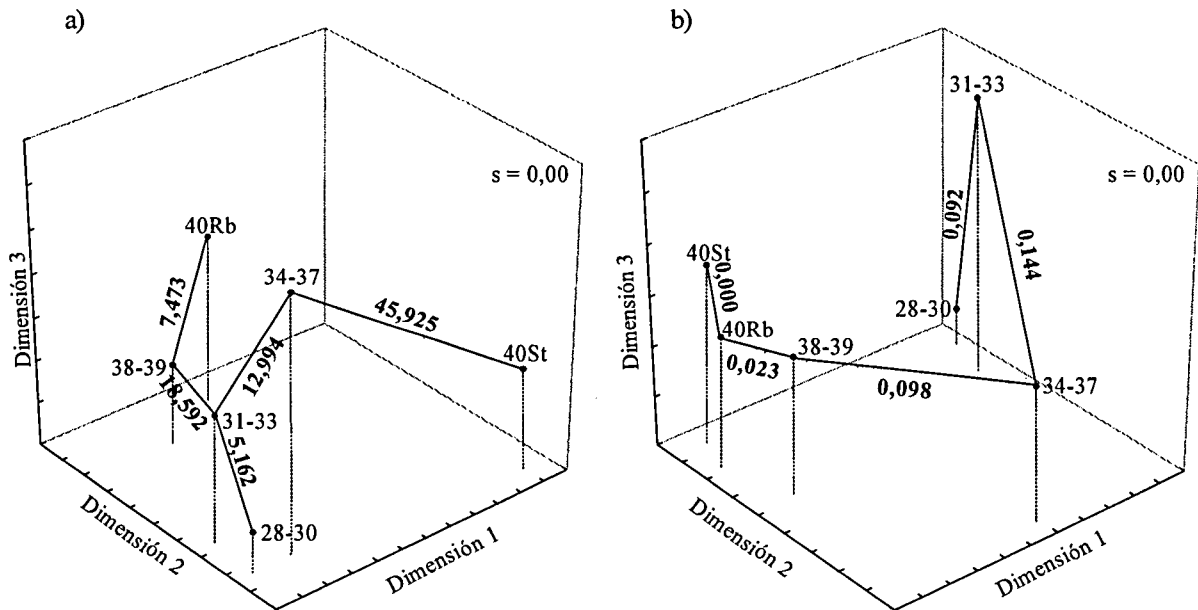 a)
s = 0,00
40Rb
34-37
7,473
45,925
12,994
40St
38-39
18,592
31-33
5,162
28-30
Dimensión 3
Dimensión 2
Dimensión 1
b)
31-33
s = 0,00
0,092
0,144
40St
0,000
28-30
40Rb
38-39
0,023
0,098
34-37
Dimensión 3
Dimensión 2
Dimensión 1